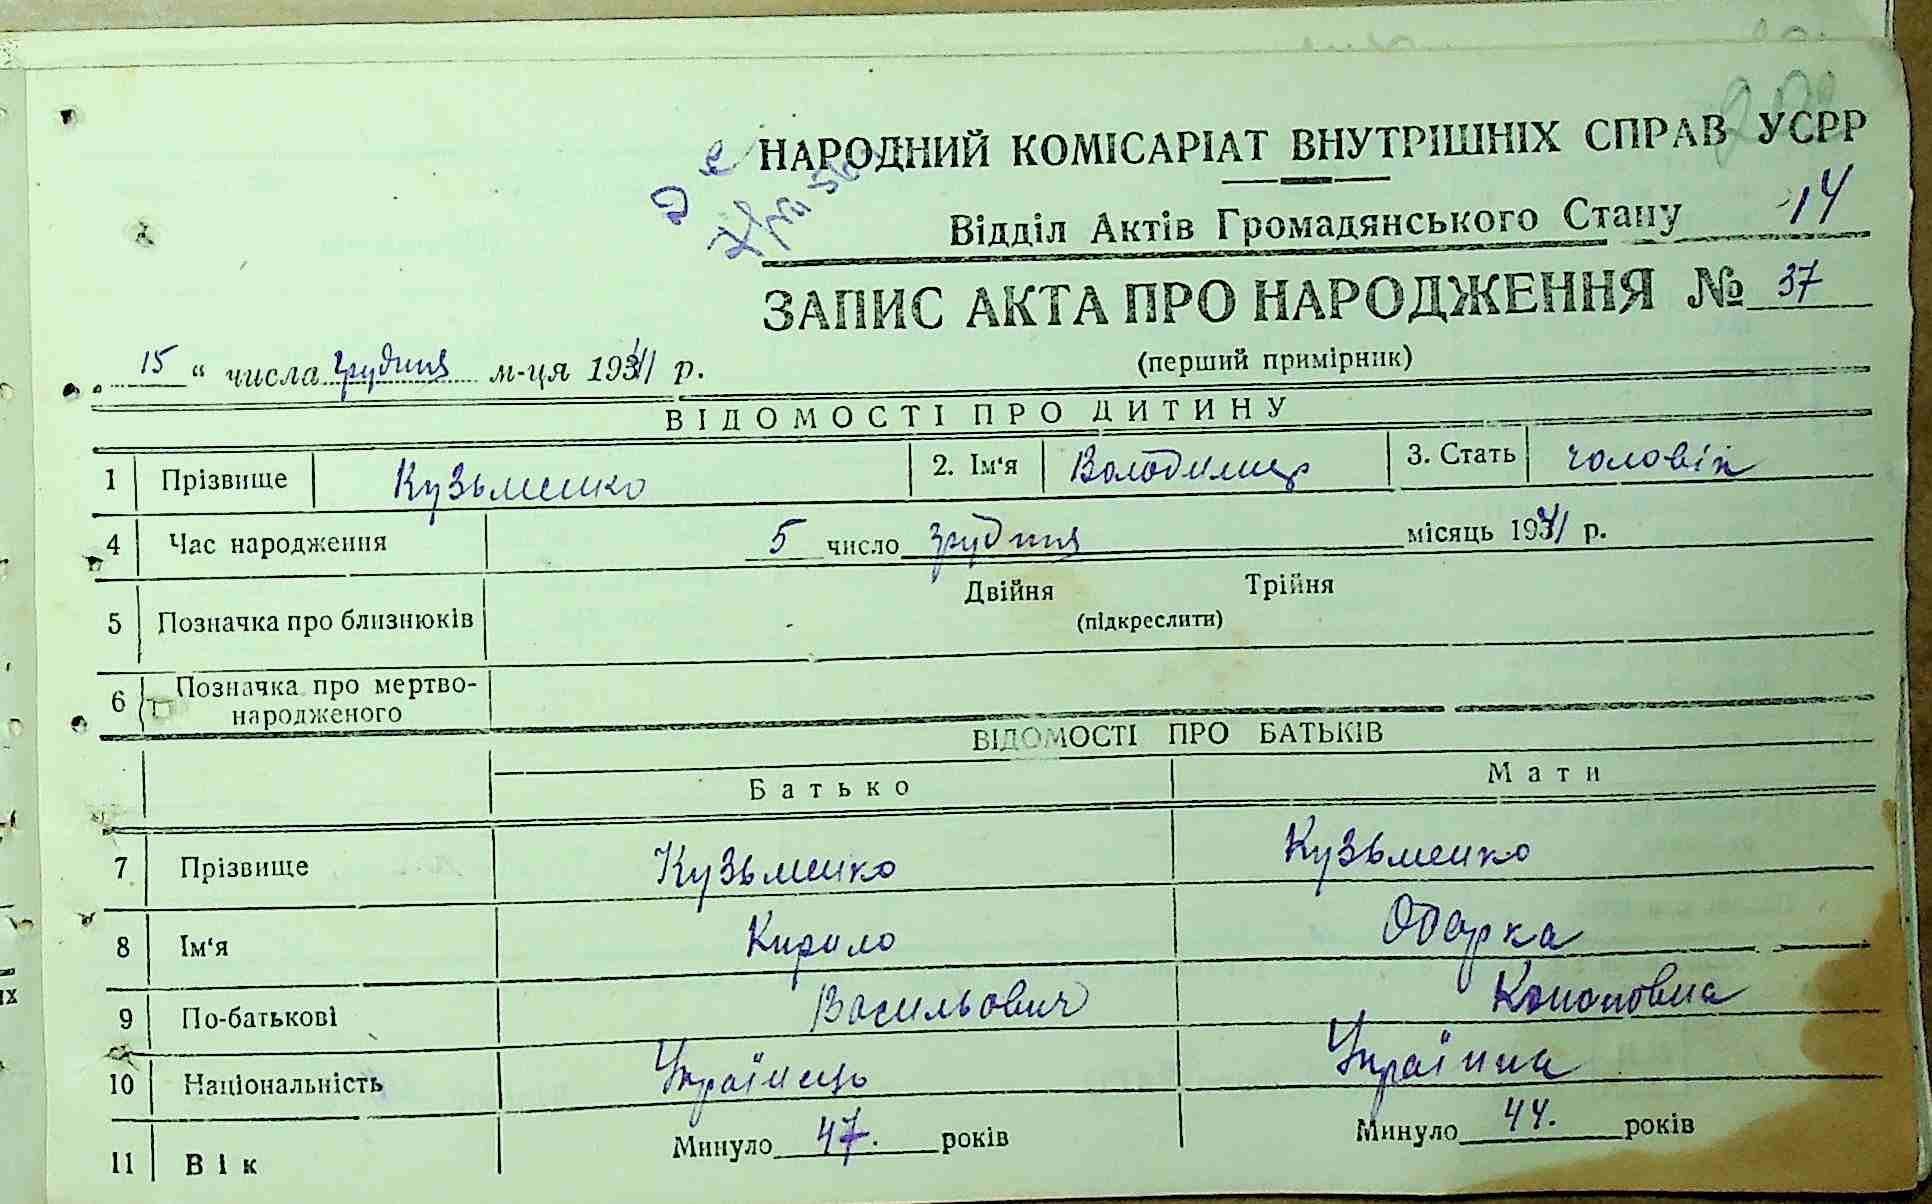 НАРОДНИЙ КОМІСАРІАТ ВНУТРІШНІХ СПРАВ УСРР
Відділ Актів Громадянського Стану 14
ЗАПИС АКТА ПРО НАРОДЖЕННЯ № 37
(перший примірник)
„ 15 “ числа грудня м-ця 1941 р.
ВІДОМОСТІ ПРО ДИТИНУ
1 Прізвище Кузьменко 2. Ім‘я Володимир 3. Стать чоловік
4 Час народження 5 число грудня місяць 1941 р.
Двійня Трійня
5 Позначка про близнюків - (підкреслити)
6 Позначка про мертво-
народженого
ВІДОМОСТІ ПРО БАТЬКІВ
Батько Мати
7 Прізвище Кузьменко Кузьменко
8 Ім‘я Кирило Одарка
9 По-батькові Васильович Кононовна
10 Національність Українець Українка
11 Вік Минуло 47. років Минуло 44. років